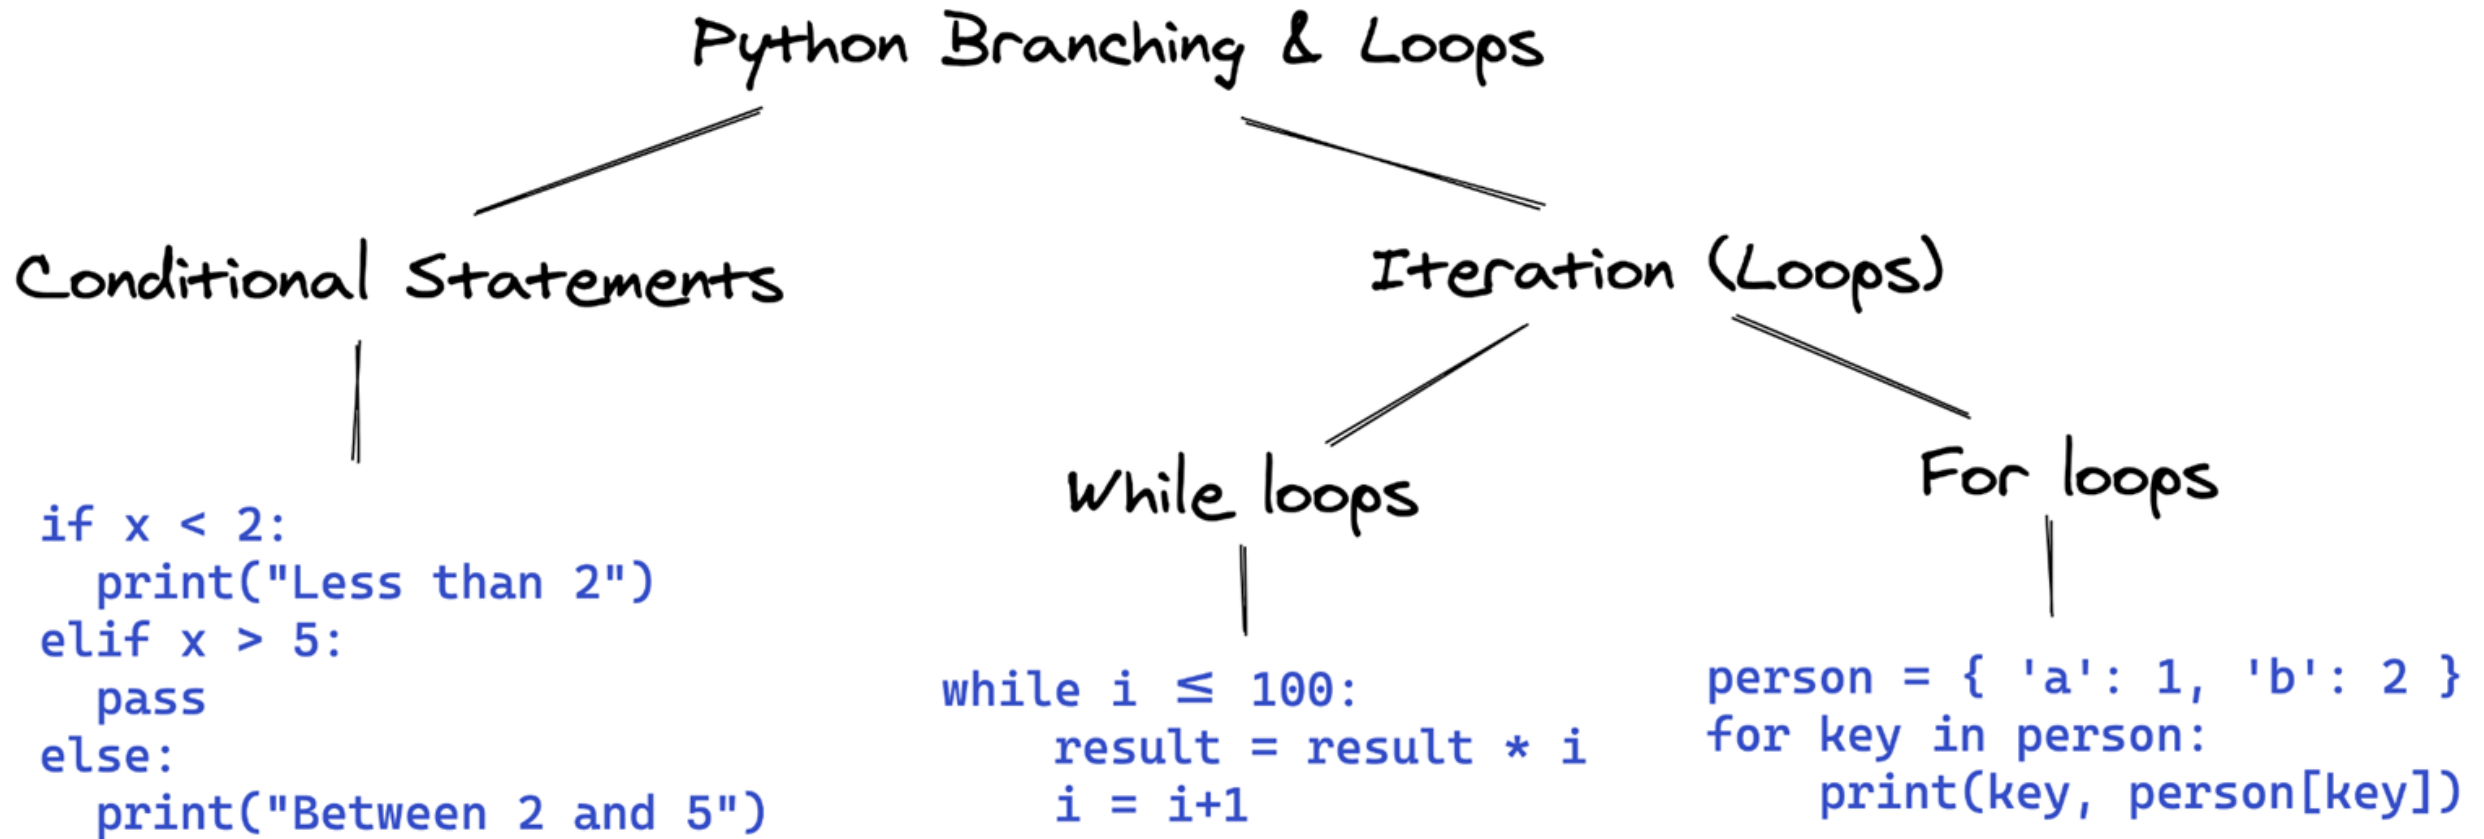 Python Branching & Loops
Conditional Statements
Iteration (Loops)
While loops
For loops
if x < 2:
  print("Less than 2")
elif x > 5:
  pass
else:
  print("Between 2 and 5")
while i ≤ 100:
    result = result * i
    i = i+1
person = { 'a': 1, 'b': 2 }
for key in person:
    print(key, person[key])